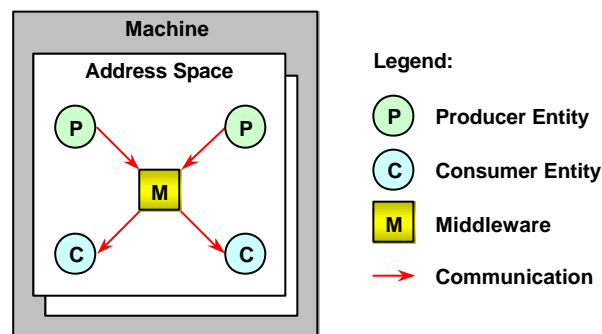 Machine
Address Space
P
P
M
C
C
Legend:
P Producer Entity
C Consumer Entity
M Middleware
Communication